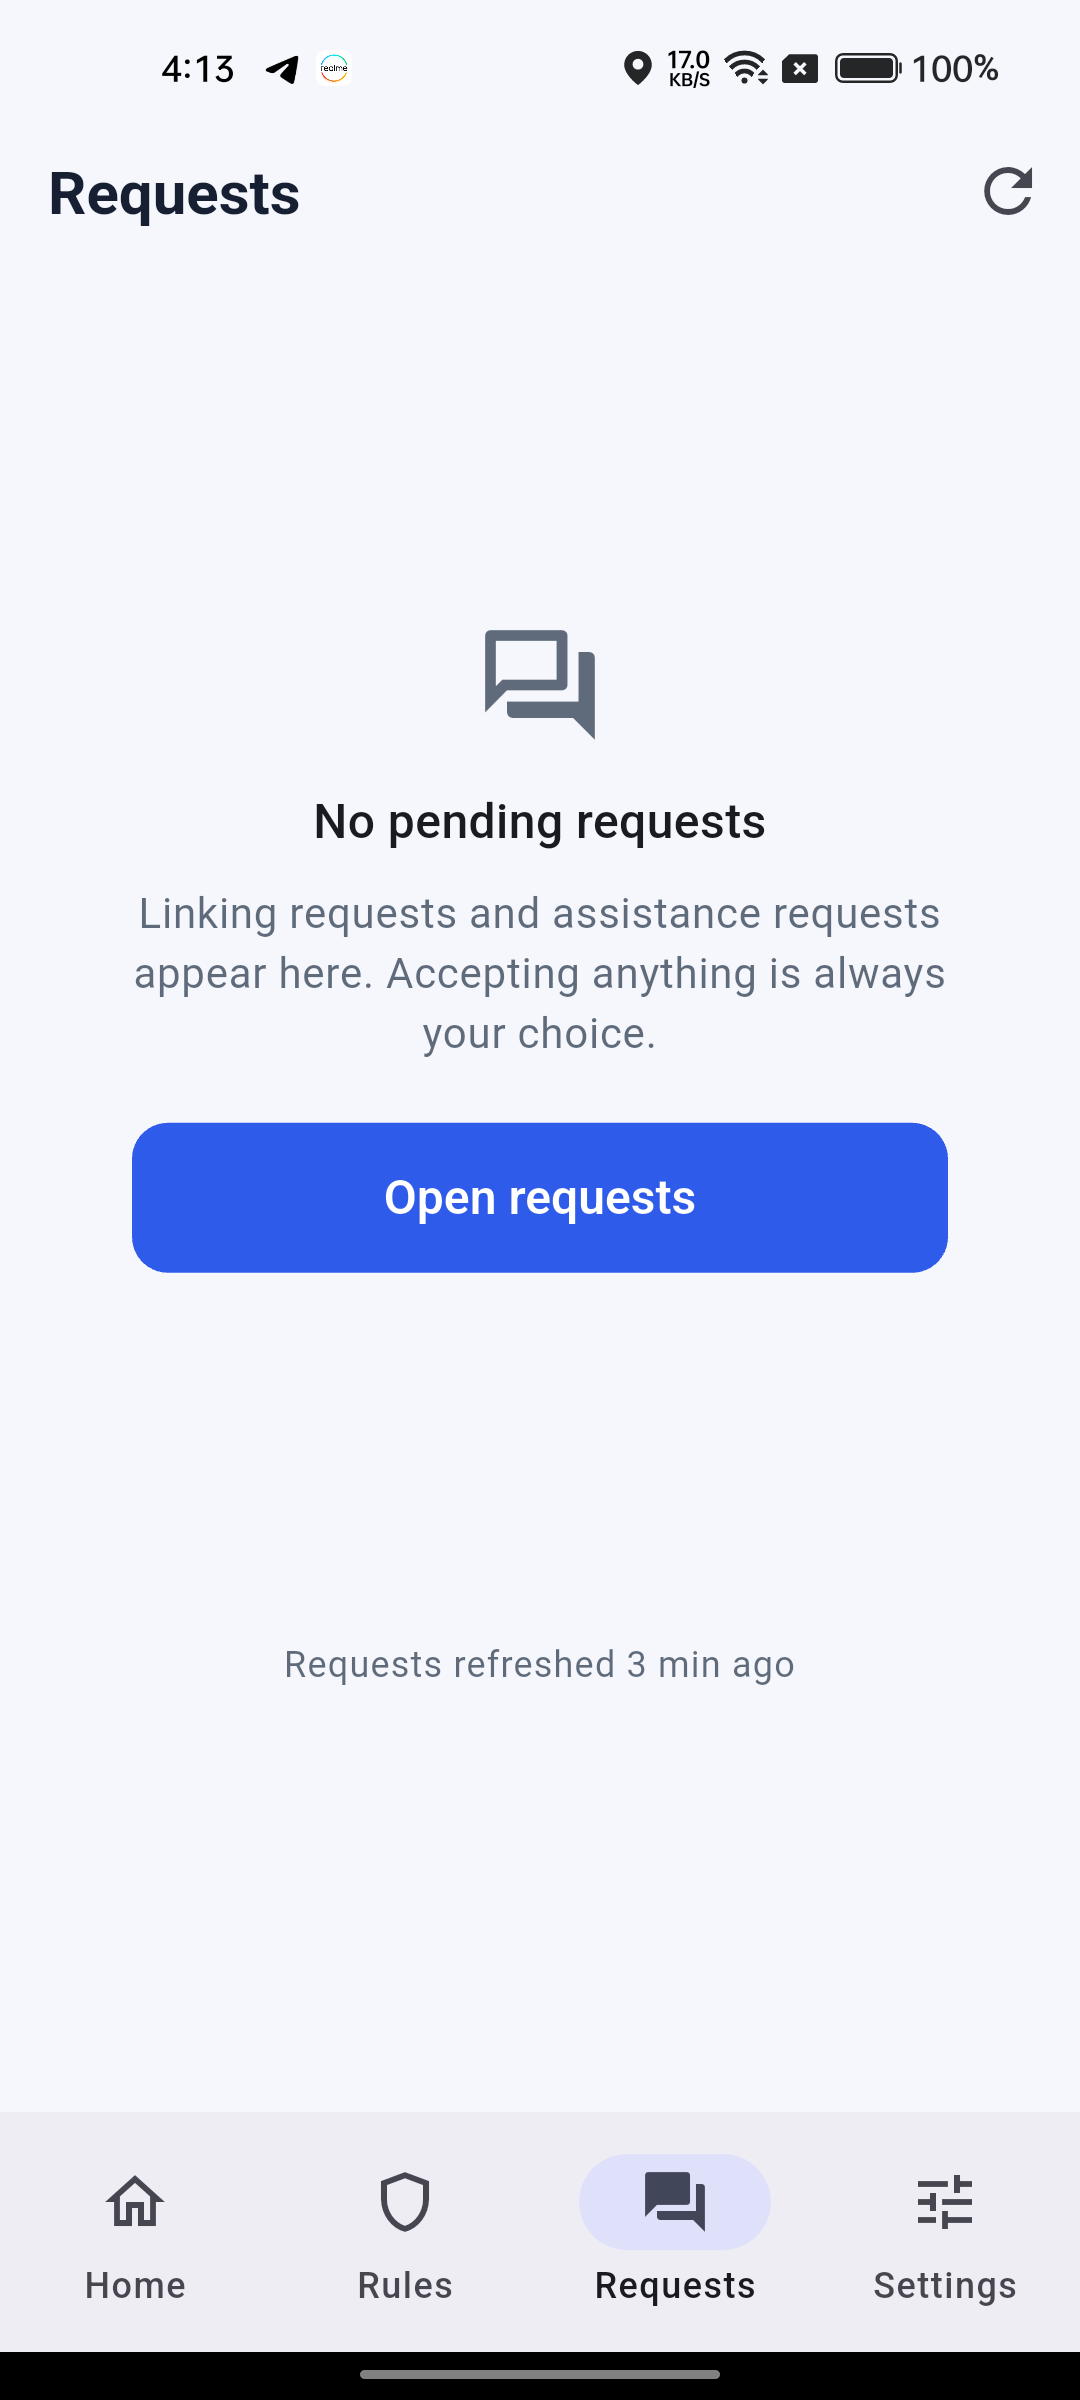 4:13
realme
17.0
KB/S
100%
Requests
No pending requests
Linking requests and assistance requests
appear here. Accepting anything is always
your choice.
Open requests
Requests refreshed 3 min ago
Home
Rules
Requests
Settings